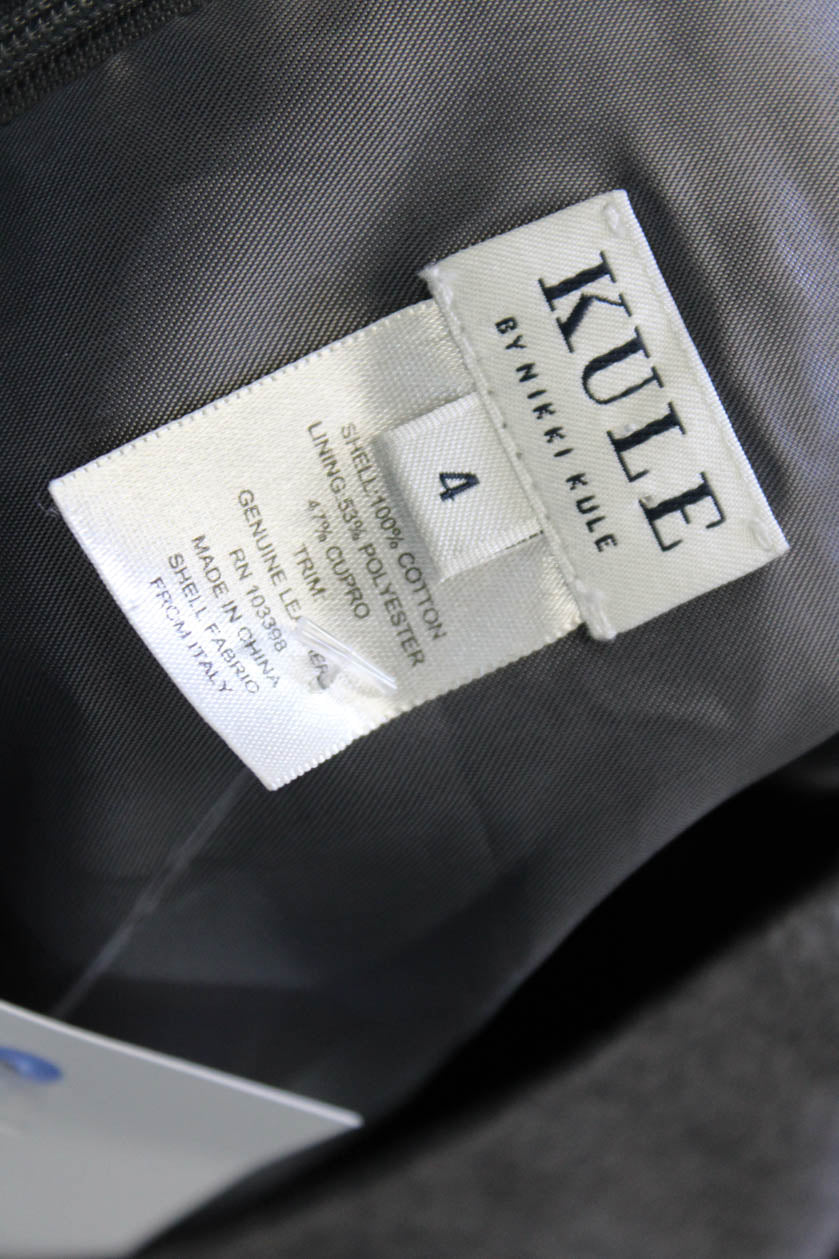 KULE
BY NIKKI KULE
4
SHELL:100% COTTON
LINING:53% POLYESTER
47% CUPRO
TRIM:
GENUINE
RN 103398
MADE IN CHINA
SHELL FABRIC
FROM ITALY